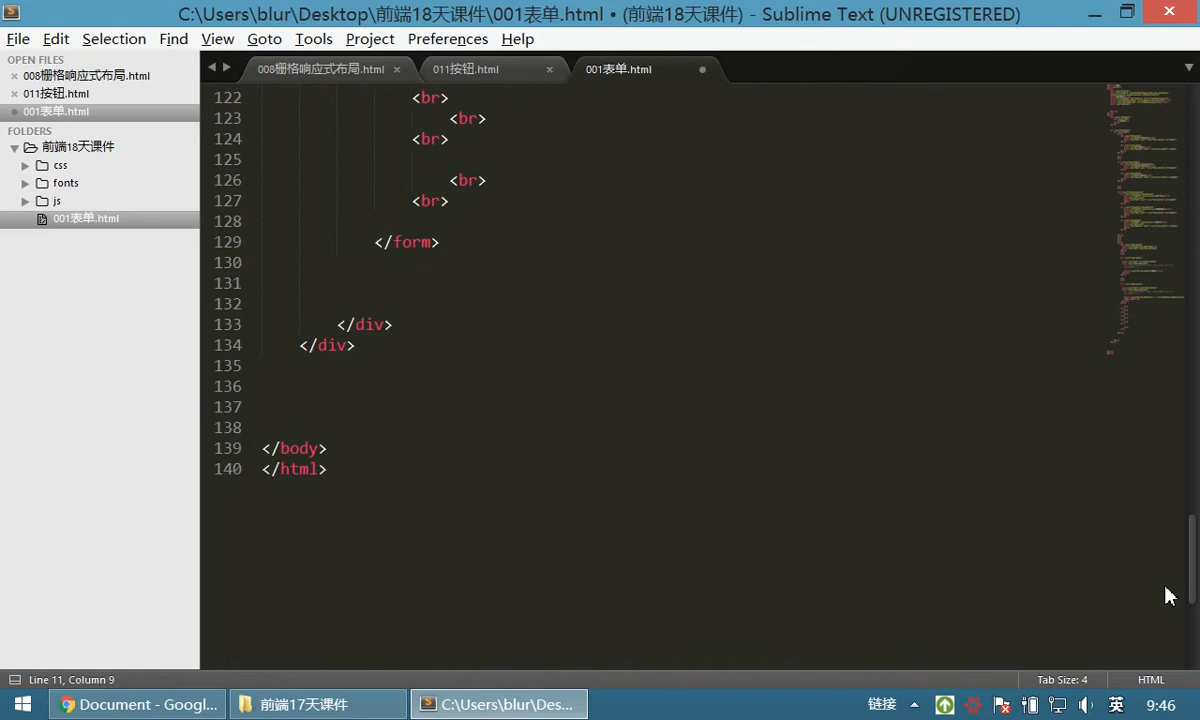 C:\Users\blur\Desktop\前端18天课件\001表单.html • (前端18天课件) - Sublime Text (UNREGISTERED)
File Edit Selection Find View Goto Tools Project Preferences Help
OPEN FILES
008栅格响应式布局.html
011按钮.html
001表单.html
FOLDERS
前端18天课件
css
fonts
js
001表单.html
008栅格响应式布局.html 011按钮.html 001表单.html
122 <br>
123 <br>
124 <br>
125
126 <br>
127 <br>
128
129 </form>
130
131
132
133 </div>
134 </div>
135
136
137
138
139 </body>
140 </html>
Line 11, Column 9 Tab Size: 4 HTML
Document - Googl... 前端17天课件 C:\Users\blur\Des... 链接 英 9:46